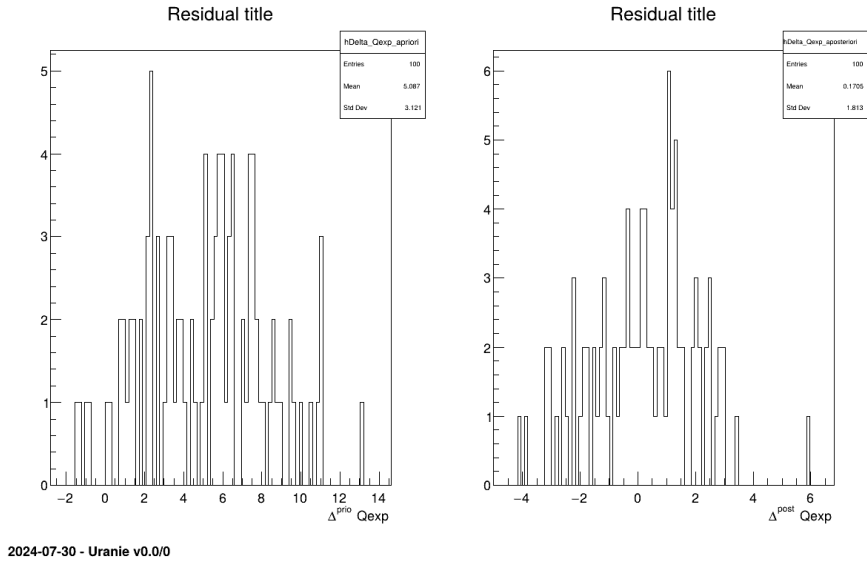 Residual title
hDelta_Qexp_apriori
Entries 100
Mean 5.087
Std Dev 3.121
5
4
3
2
1
0
−2 0 2 4 6 8 10 12 14
Δprio Qexp
Residual title
hDelta_Qexp_aposteriori
Entries 100
Mean 0.1705
Std Dev 1.813
6
5
4
3
2
1
0
−4 −2 0 2 4 6
Δpost Qexp
2024-07-30 - Uranie v0.0/0